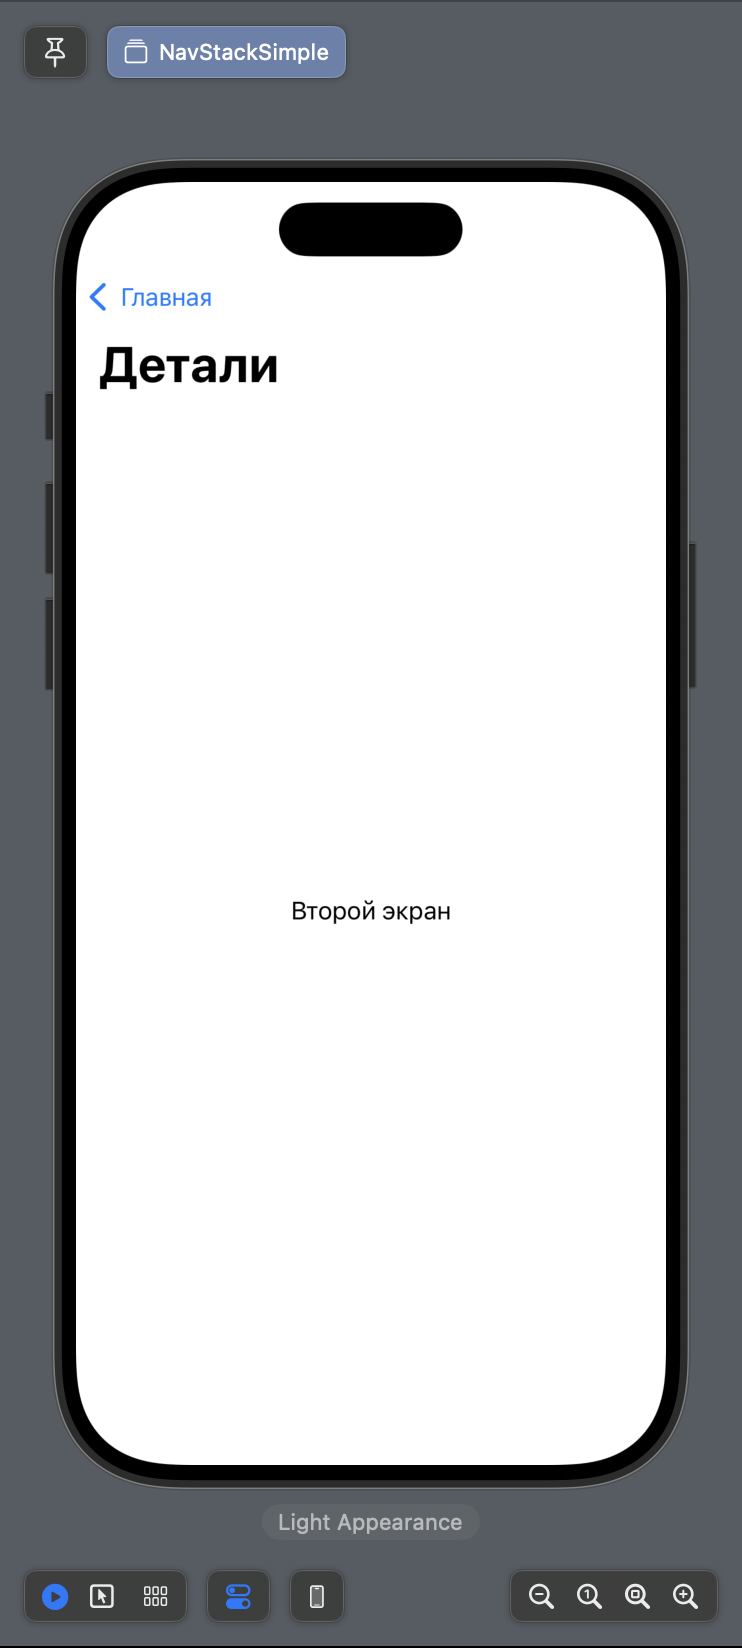 NavStackSimple
Главная
Детали
Второй экран
Light Appearance